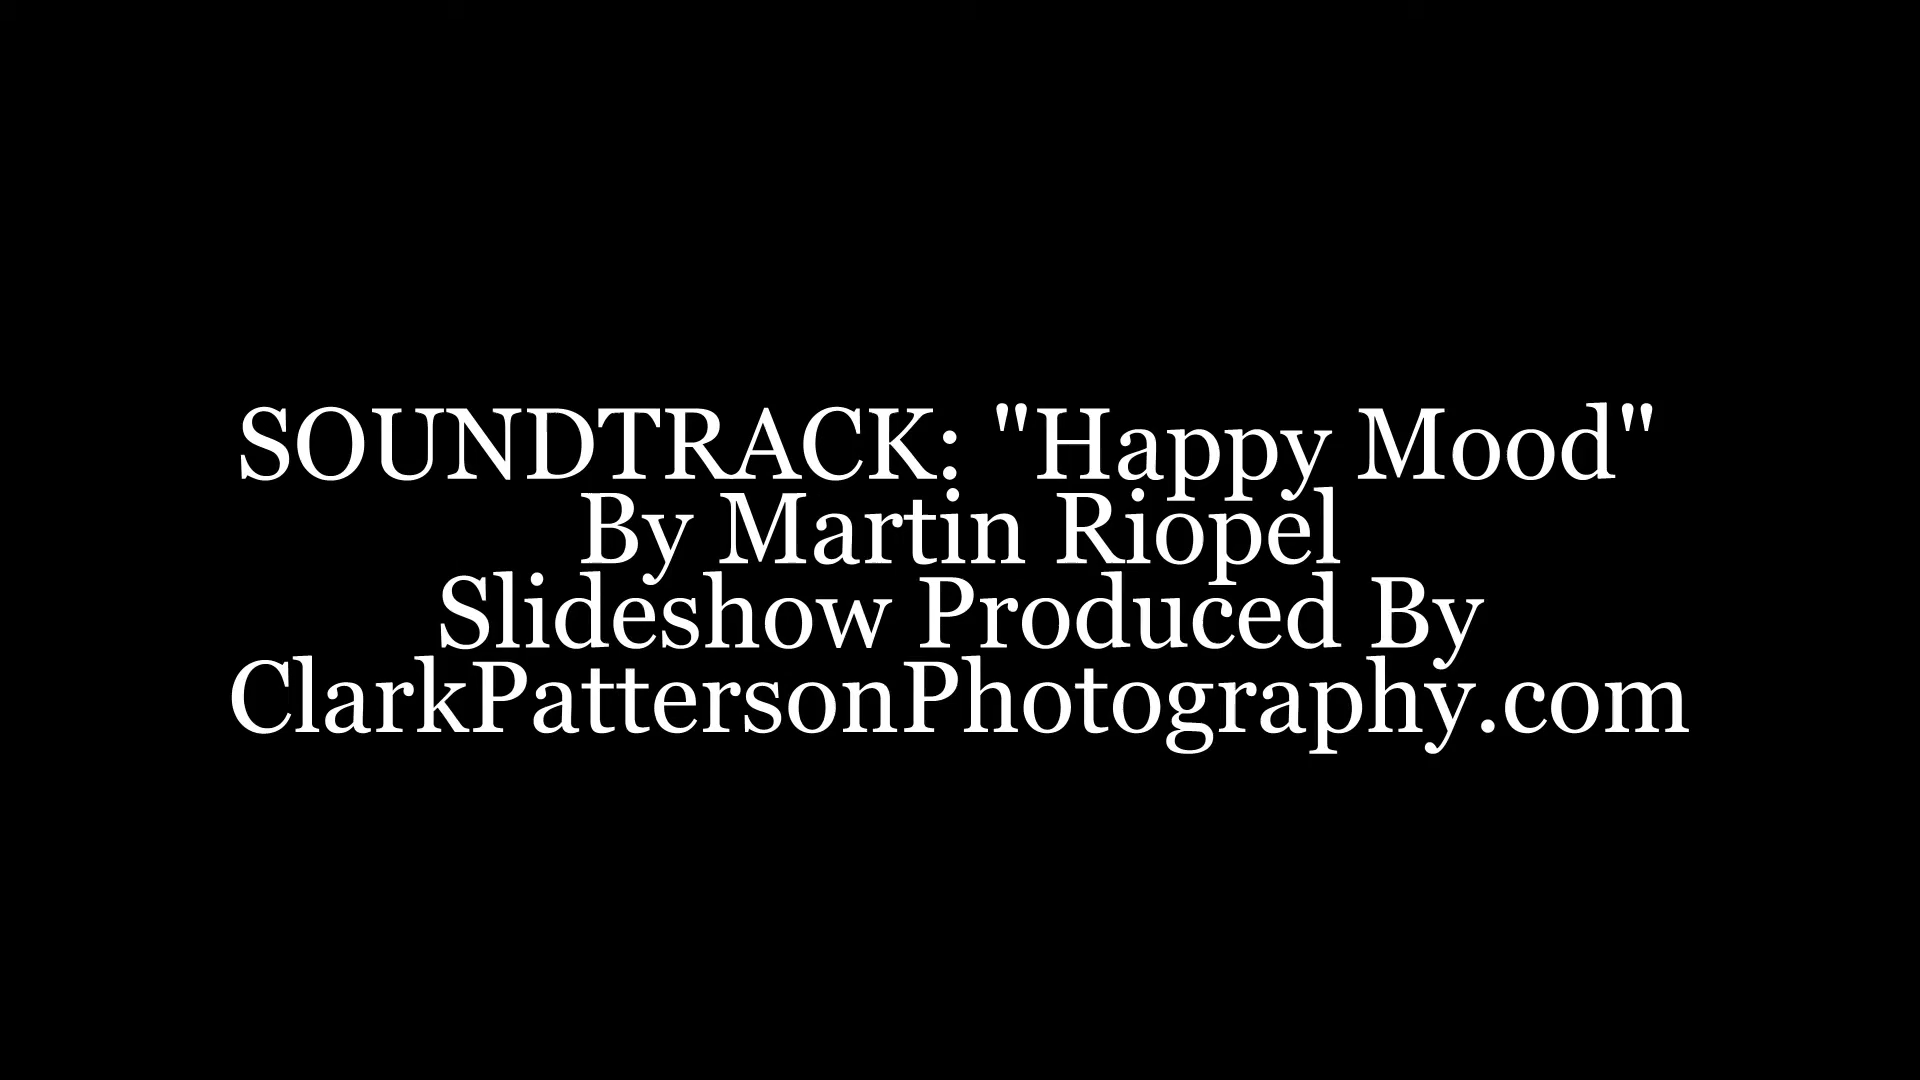 SOUNDTRACK: "Happy Mood"
By Martin Riopel
Slideshow Produced By
ClarkPattersonPhotography.com